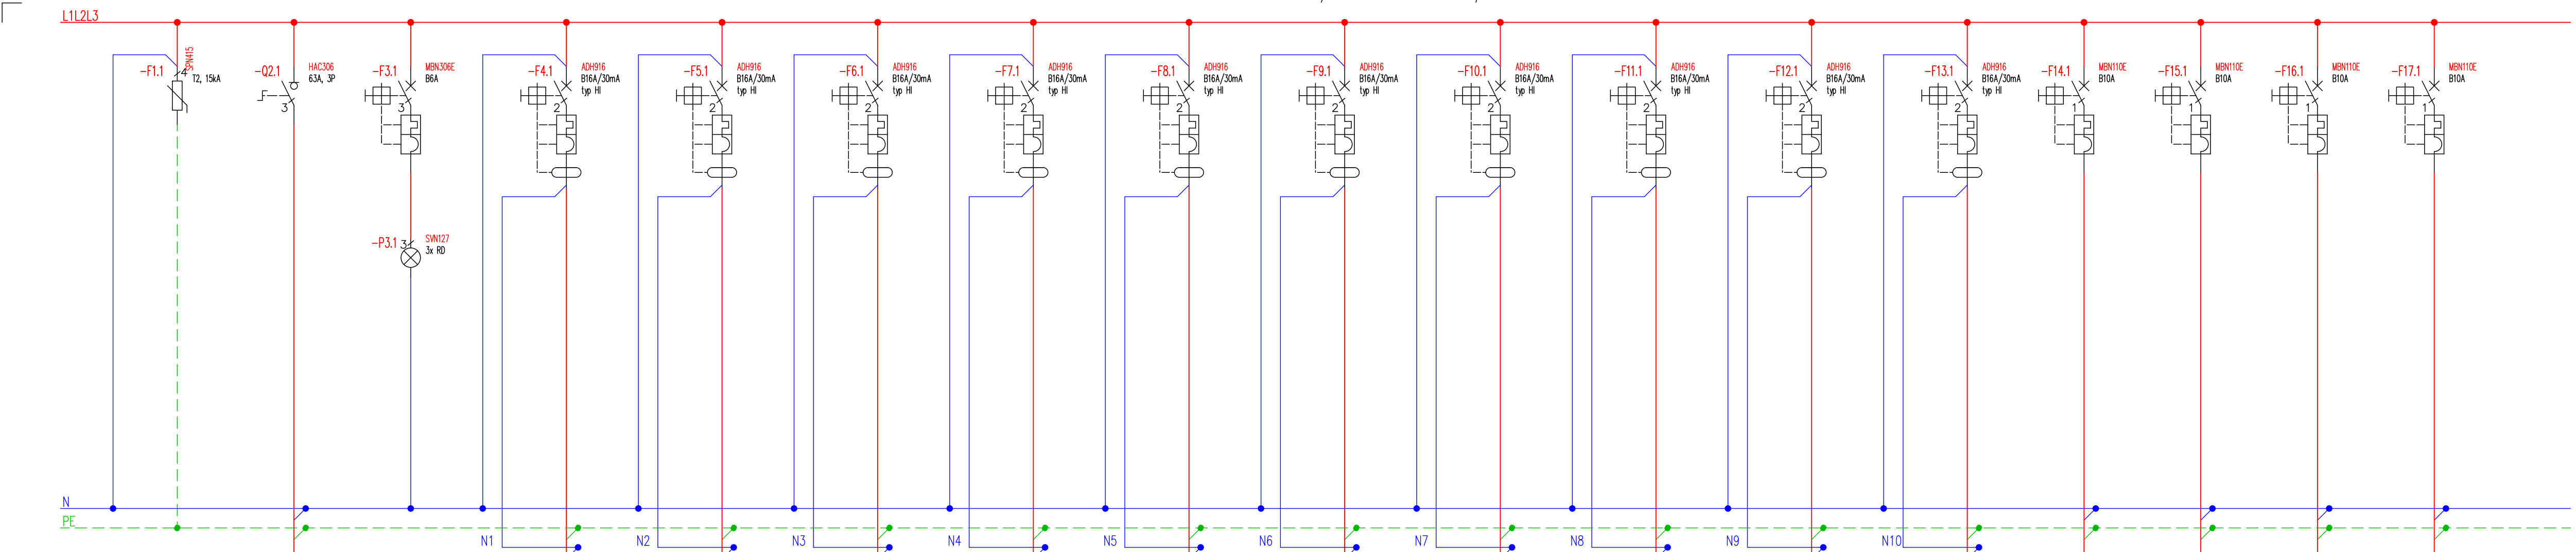 L1L2L3
-F1.1
4
SPN415
T2, 15kA
-Q2.1
HAC306
63A, 3P
3
-F3.1
MBN306E
B6A
3
-P3.1
3
SVN127
3x RD
-F4.1
ADH916
B16A/30mA
typ HI
2
-F5.1
ADH916
B16A/30mA
typ HI
2
-F6.1
ADH916
B16A/30mA
typ HI
2
-F7.1
ADH916
B16A/30mA
typ HI
2
-F8.1
ADH916
B16A/30mA
typ HI
2
-F9.1
ADH916
B16A/30mA
typ HI
2
-F10.1
ADH916
B16A/30mA
typ HI
2
-F11.1
ADH916
B16A/30mA
typ HI
2
-F12.1
ADH916
B16A/30mA
typ HI
2
-F13.1
ADH916
B16A/30mA
typ HI
2
-F14.1
MBN110E
B10A
1
-F15.1
MBN110E
B10A
1
-F16.1
MBN110E
B10A
1
-F17.1
MBN110E
B10A
1
N
PE
N1
N2
N3
N4
N5
N6
N7
N8
N9
N10